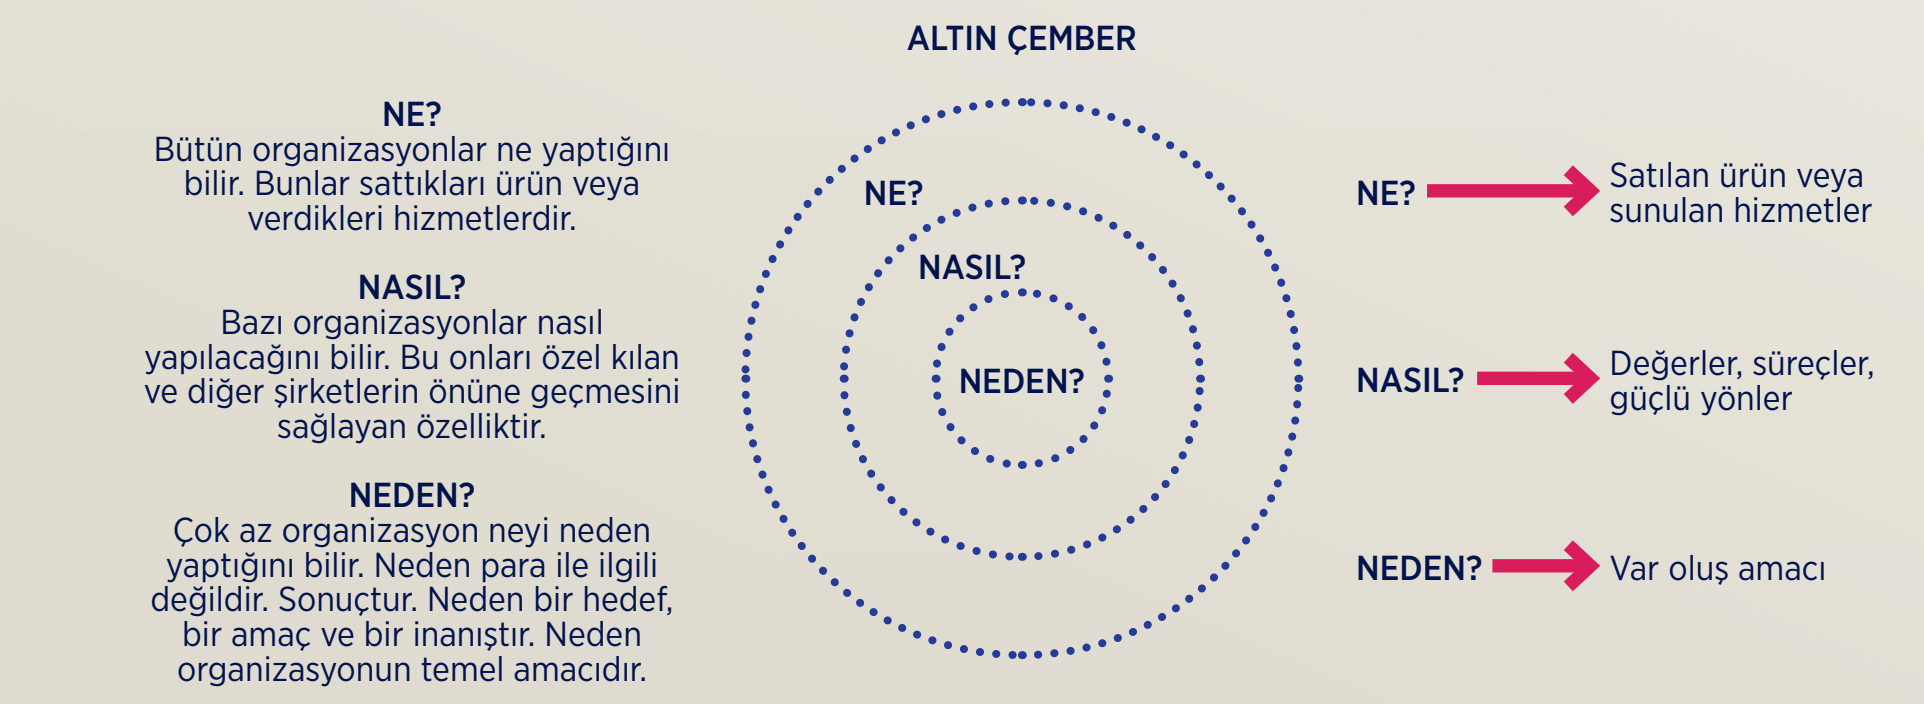 ALTIN ÇEMBER
NE?
Bütün organizasyonlar ne yaptığını
bilir. Bunlar sattıkları ürün veya
verdikleri hizmetlerdir.
NASIL?
Bazı organizasyonlar nasıl
yapılacağını bilir. Bu onları özel kılan
ve diğer şirketlerin önüne geçmesini
sağlayan özelliktir.
NEDEN?
Çok az organizasyon neyi neden
yaptığını bilir. Neden para ile ilgili
değildir. Sonuçtur. Neden bir hedef,
bir amaç ve bir inanıştır. Neden
organizasyonun temel amacıdır.
NE?
NASIL?
NEDEN?
NE?
Satılan ürün veya
sunulan hizmetler
NASIL?
Değerler, süreçler,
güçlü yönler
NEDEN?
Var oluş amacı